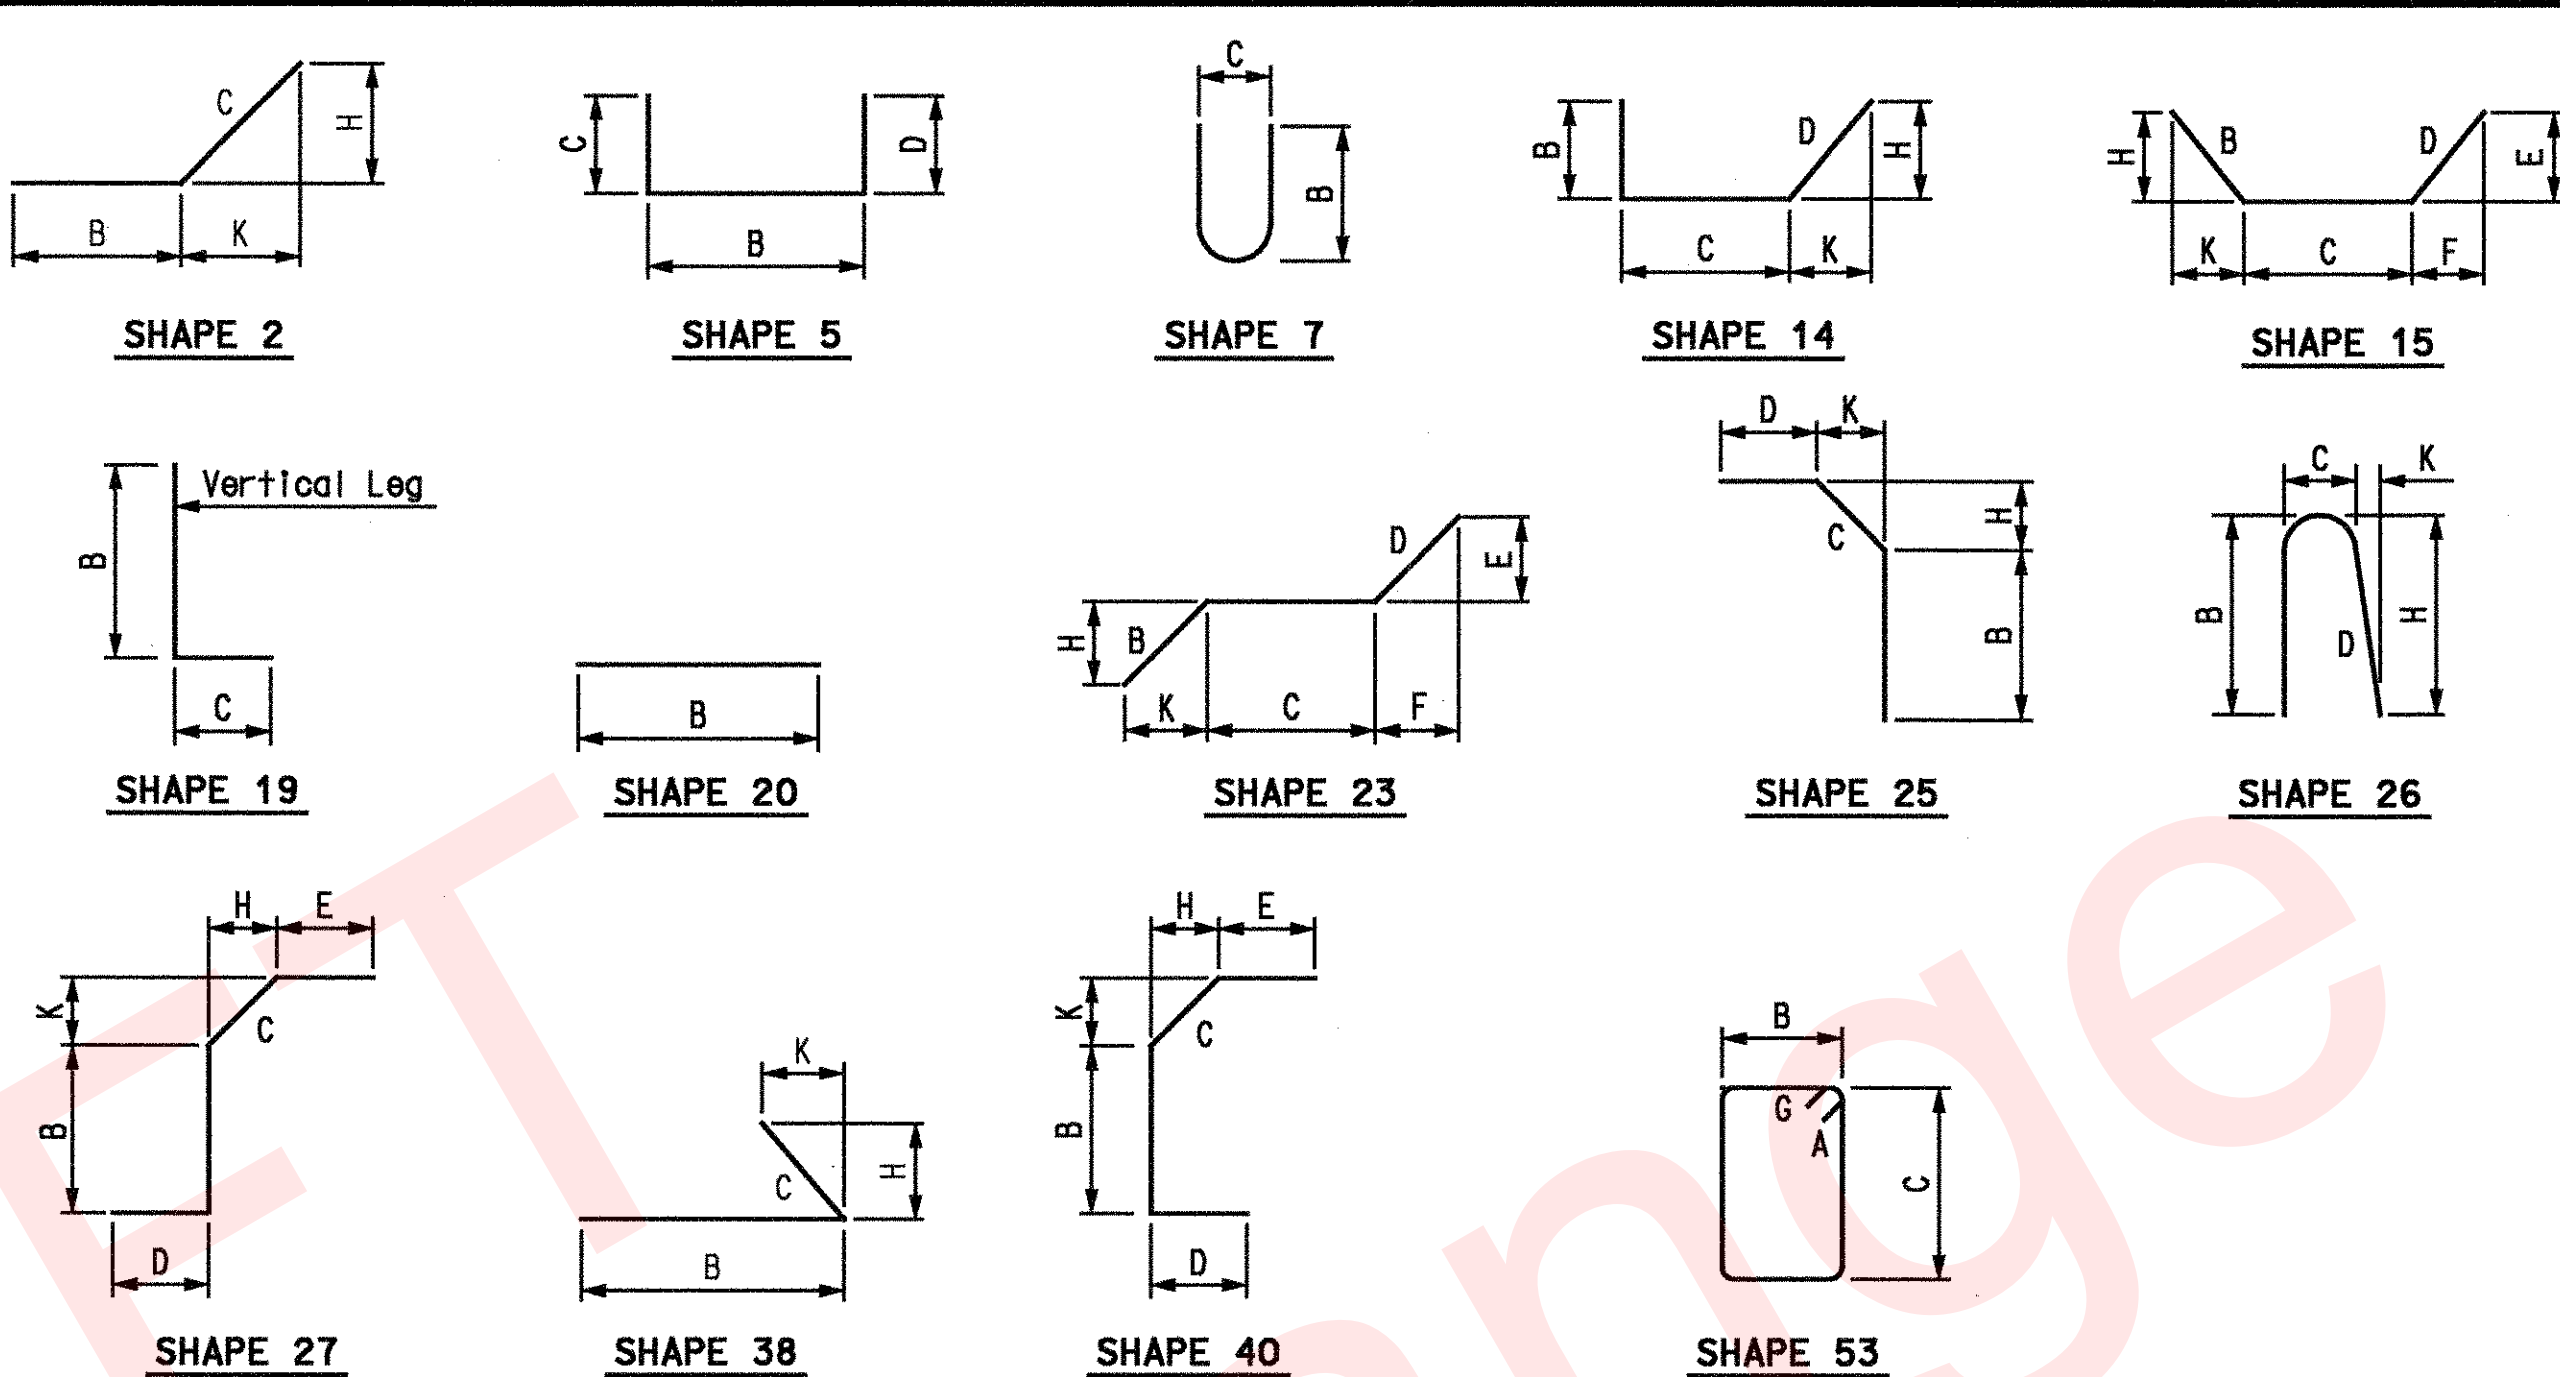 C
H
B
K
SHAPE 2
C
D
B
SHAPE 5
C
B
SHAPE 7
B
D
H
C
K
SHAPE 14
H
B
D
E
K
C
F
SHAPE 15
B
Vertical Leg
C
SHAPE 19
B
SHAPE 20
H
B
D
E
K
C
F
SHAPE 23
D
K
C
H
B
SHAPE 25
C
K
B
D
H
SHAPE 26
H
E
K
C
B
D
SHAPE 27
K
C
H
B
SHAPE 38
H
E
K
C
B
D
SHAPE 40
B
G
A
C
SHAPE 53